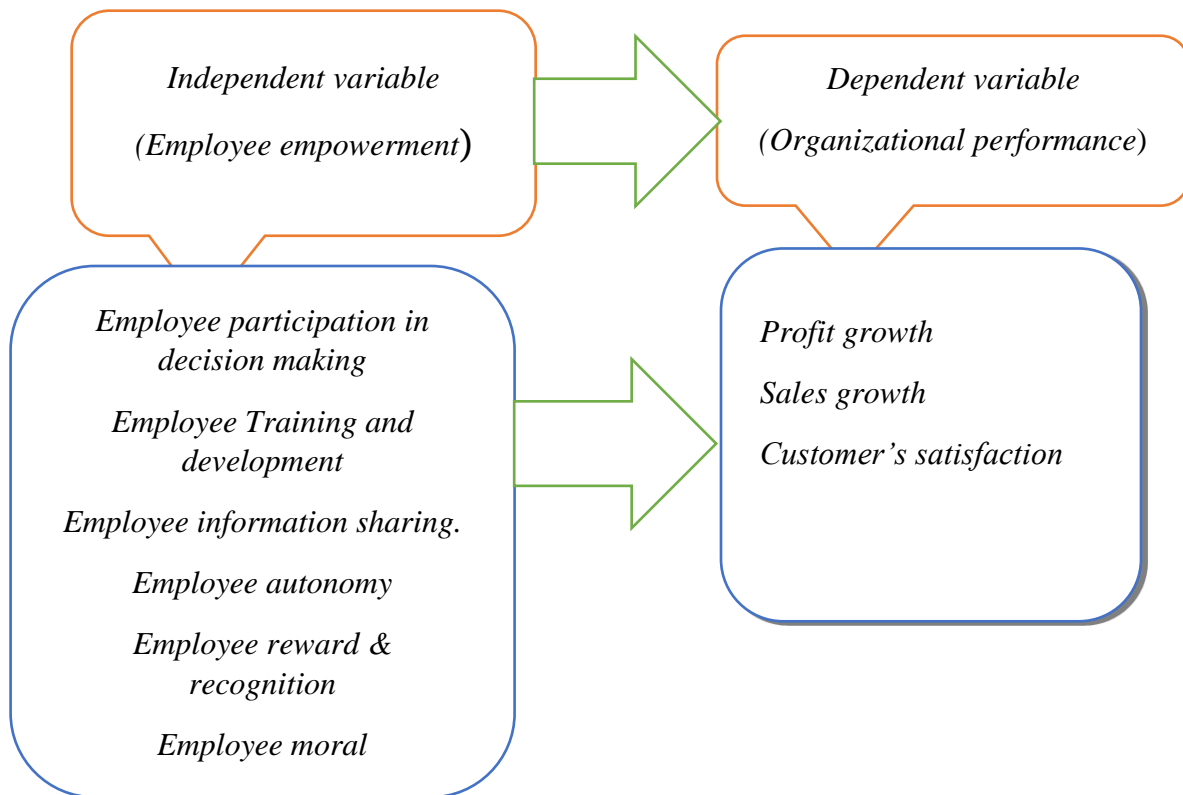 Independent variable
(Employee empowerment)
Dependent variable
(Organizational performance)
Employee participation in
decision making
Employee Training and
development
Employee information sharing.
Employee autonomy
Employee reward &
recognition
Employee moral
Profit growth
Sales growth
Customer’s satisfaction